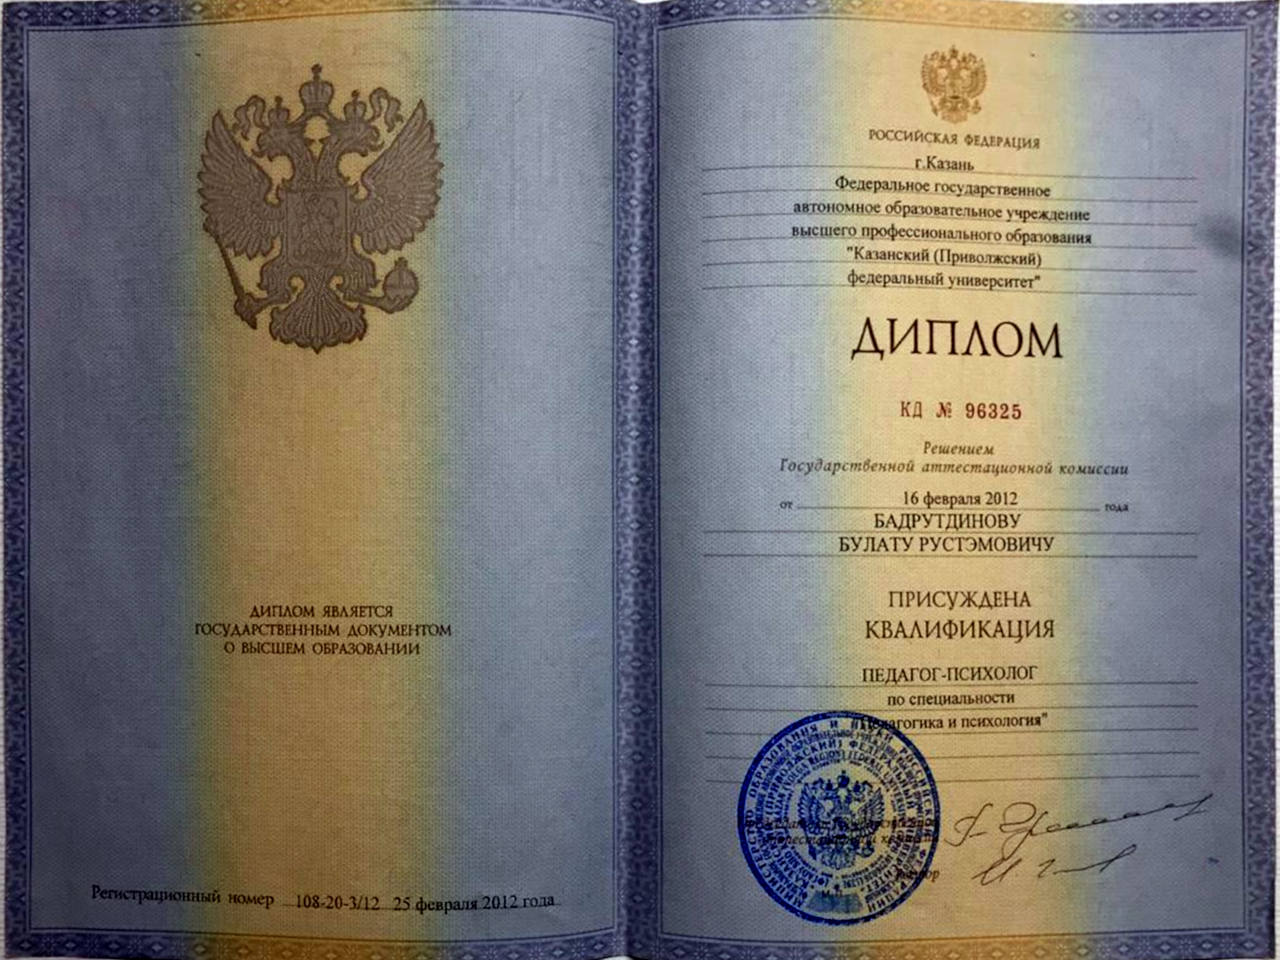 ДИПЛОМ ЯВЛЯЕТСЯ
ГОСУДАРСТВЕННЫМ ДОКУМЕНТОМ
О ВЫСШЕМ ОБРАЗОВАНИИ
Регистрационный номер 108-20-3/12 25 февраля 2012 года
РОССИЙСКАЯ ФЕДЕРАЦИЯ
г.Казань
Федеральное государственное
автономное образовательное учреждение
высшего профессионального образования
"Казанский (Приволжский)
федеральный университет"
ДИПЛОМ
КД № 96325
Решением
Государственной аттестационной комиссии
от 16 февраля 2012 года
БАДРУТДИНОВУ
БУЛАТУ РУСТЭМОВИЧУ
ПРИСУЖДЕНА
КВАЛИФИКАЦИЯ
ПЕДАГОГ-ПСИХОЛОГ
по специальности
"Педагогика и психология"